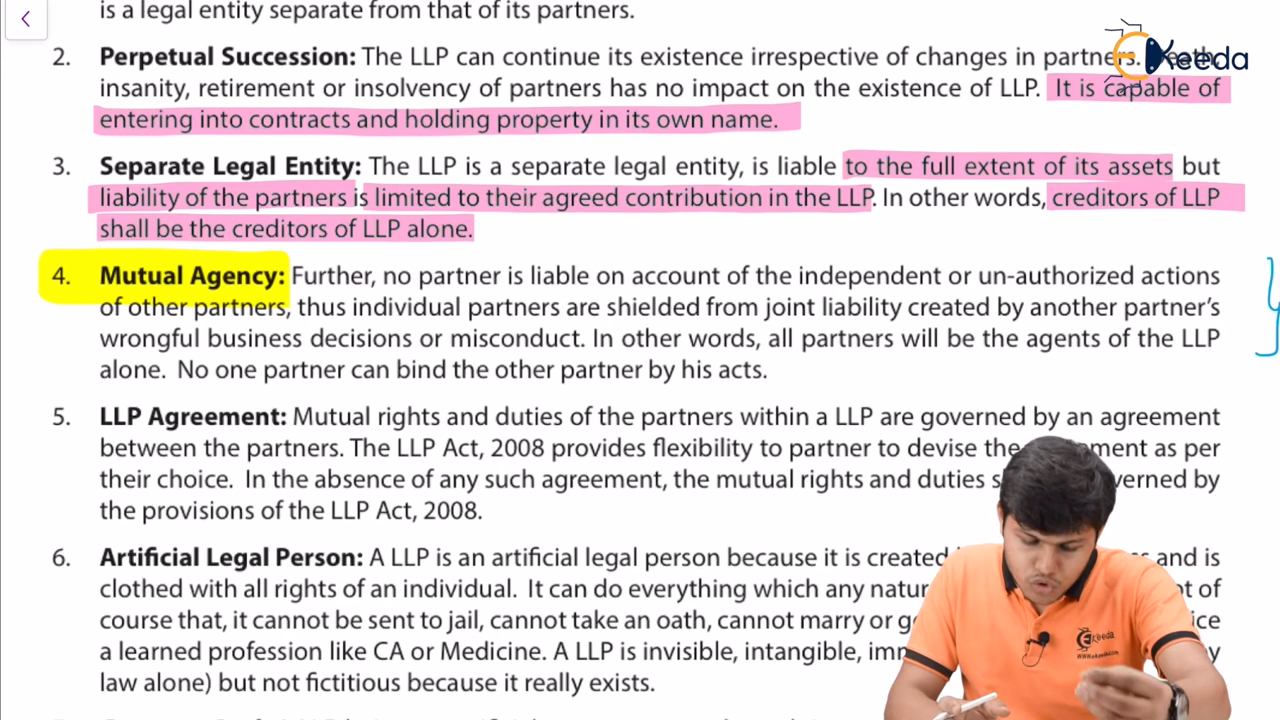 is a legal entity separate from that of its partners.
2. Perpetual Succession: The LLP can continue its existence irrespective of changes in partners.
insanity, retirement or insolvency of partners has no impact on the existence of LLP. It is capable of
entering into contracts and holding property in its own name.
Keeda
3. Separate Legal Entity: The LLP is a separate legal entity, is liable to the full extent of its assets but
liability of the partners is limited to their agreed contribution in the LLP. In other words, creditors of LLP
shall be the creditors of LLP alone.
4. Mutual Agency: Further, no partner is liable on account of the independent or un-authorized actions
of other partners, thus individual partners are shielded from joint liability created by another partner's
wrongful business decisions or misconduct. In other words, all partners will be the agents of the LLP
alone. No one partner can bind the other partner by his acts.
5. LLP Agreement: Mutual rights and duties of the partners within a LLP are governed by an agreement
between the partners. The LLP Act, 2008 provides flexibility to partner to devise the as per
their choice. In the absence of any such agreement, the mutual rights and duties by
the provisions of the LLP Act, 2008.
6. Artificial Legal Person: A LLP is an artificial legal person because it is created and is
clothed with all rights of an individual. It can do everything which any of
course that, it cannot be sent to jail, cannot take an oath, cannot marry or
a learned profession like CA or Medicine. A LLP is invisible, intangible,
law alone) but not fictitious because it really exists.
Keeda